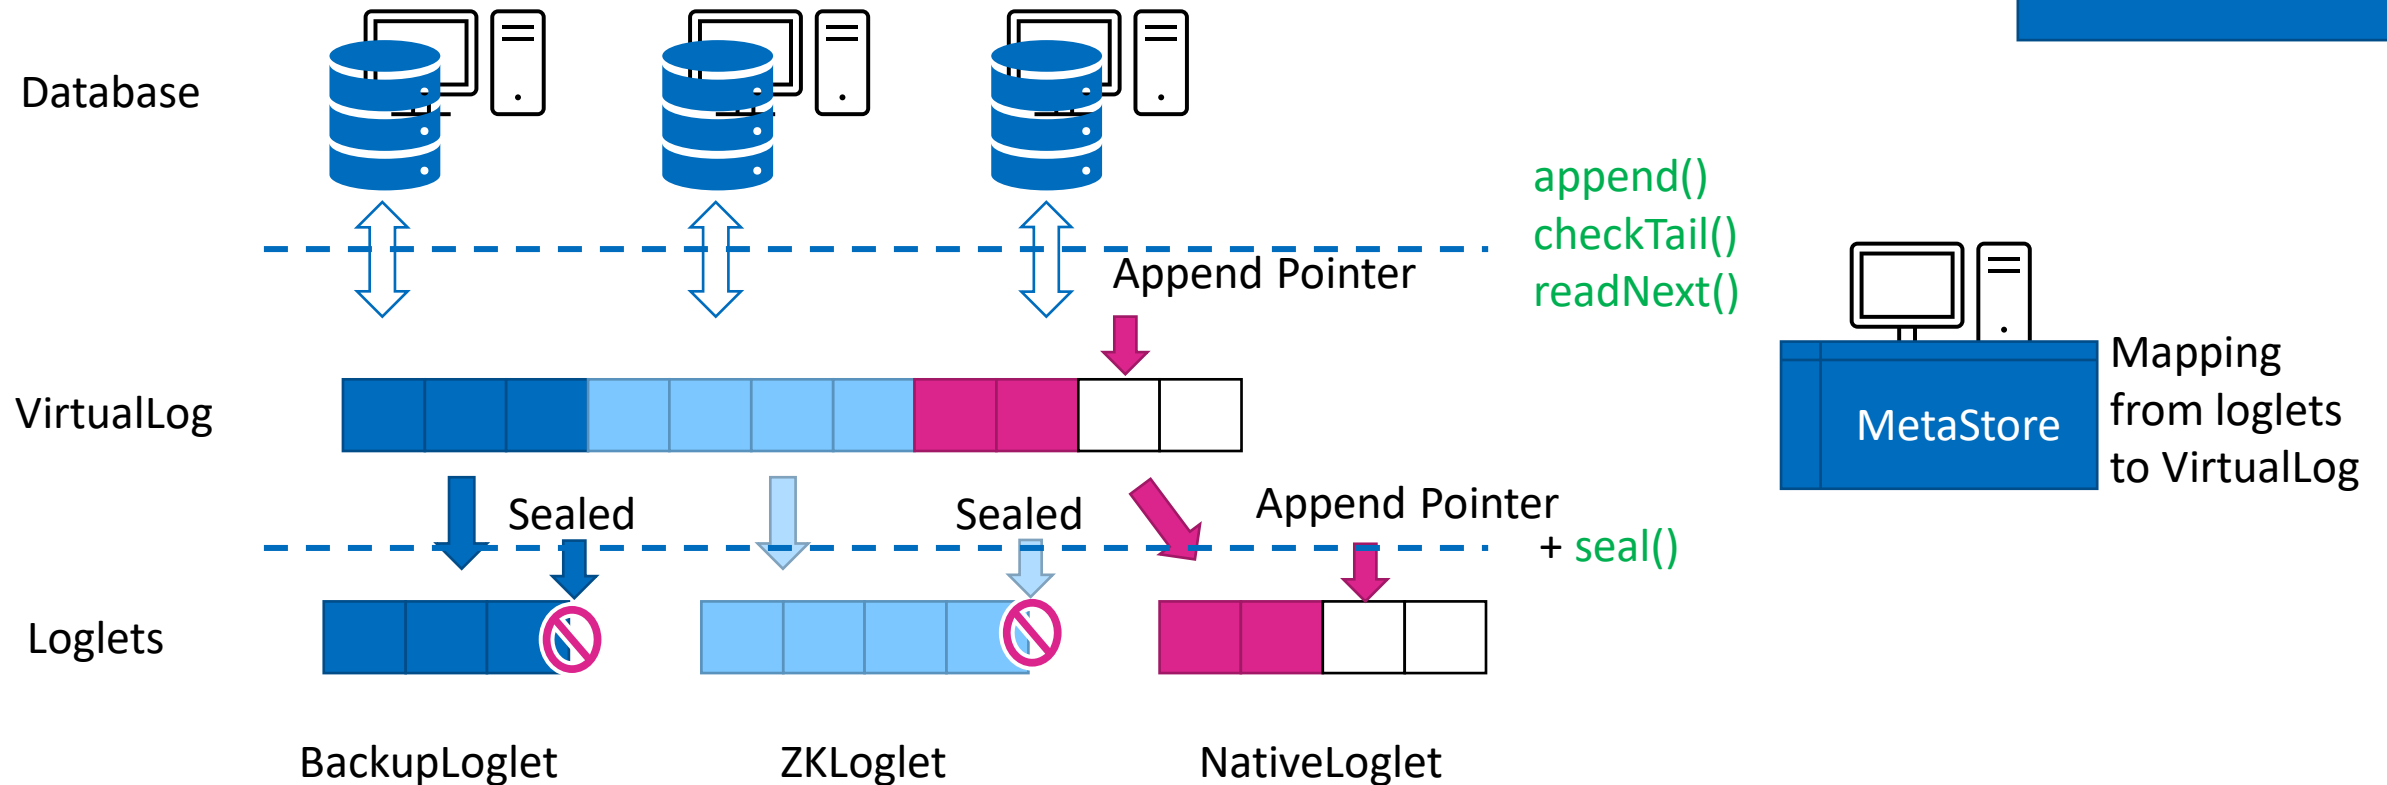 Database
append()
checkTail()
readNext()
Append Pointer
Mapping
from loglets
to VirtualLog
MetaStore
VirtualLog
Sealed
Sealed
Append Pointer
+ seal()
Loglets
BackupLoglet
ZKLoglet
NativeLoglet